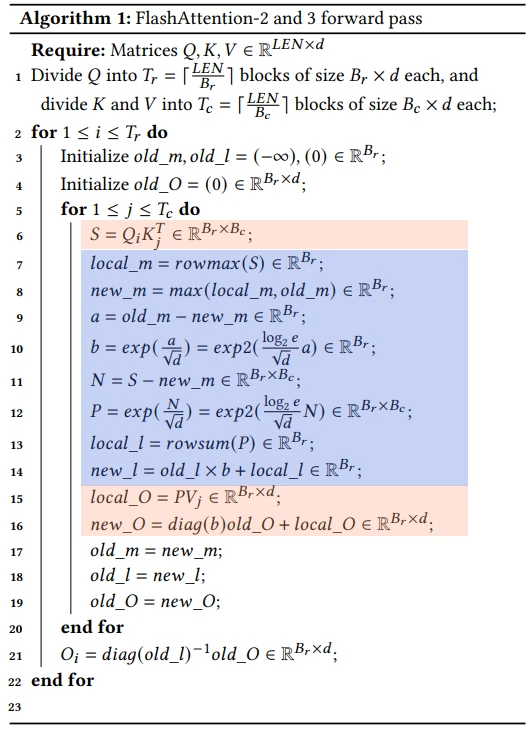 Algorithm 1: FlashAttention-2 and 3 forward pass
Require: Matrices Q, K, V ∈ ℝ^{LEN×d}
1 Divide Q into T_r = ⌈LEN/B_r⌉ blocks of size B_r × d each, and
divide K and V into T_c = ⌈LEN/B_c⌉ blocks of size B_c × d each;
2 for 1 ≤ i ≤ T_r do
3 Initialize old_m, old_l = (−∞), (0) ∈ ℝ^{B_r};
4 Initialize old_O = (0) ∈ ℝ^{B_r×d};
5 for 1 ≤ j ≤ T_c do
6 S = Q_i K_j^T ∈ ℝ^{B_r×B_c};
7 local_m = rowmax(S) ∈ ℝ^{B_r};
8 new_m = max(local_m, old_m) ∈ ℝ^{B_r};
9 a = old_m − new_m ∈ ℝ^{B_r};
10 b = exp(a/√d) = exp2(log₂ e/√d a) ∈ ℝ^{B_r};
11 N = S − new_m ∈ ℝ^{B_r×B_c};
12 P = exp(N/√d) = exp2(log₂ e/√d N) ∈ ℝ^{B_r×B_c};
13 local_l = rowsum(P) ∈ ℝ^{B_r};
14 new_l = old_l × b + local_l ∈ ℝ^{B_r};
15 local_O = PV_j ∈ ℝ^{B_r×d};
16 new_O = diag(b)old_O + local_O ∈ ℝ^{B_r×d};
17 old_m = new_m;
18 old_l = new_l;
19 old_O = new_O;
20 end for
21 O_i = diag(old_l)^{−1}old_O ∈ ℝ^{B_r×d};
22 end for
23